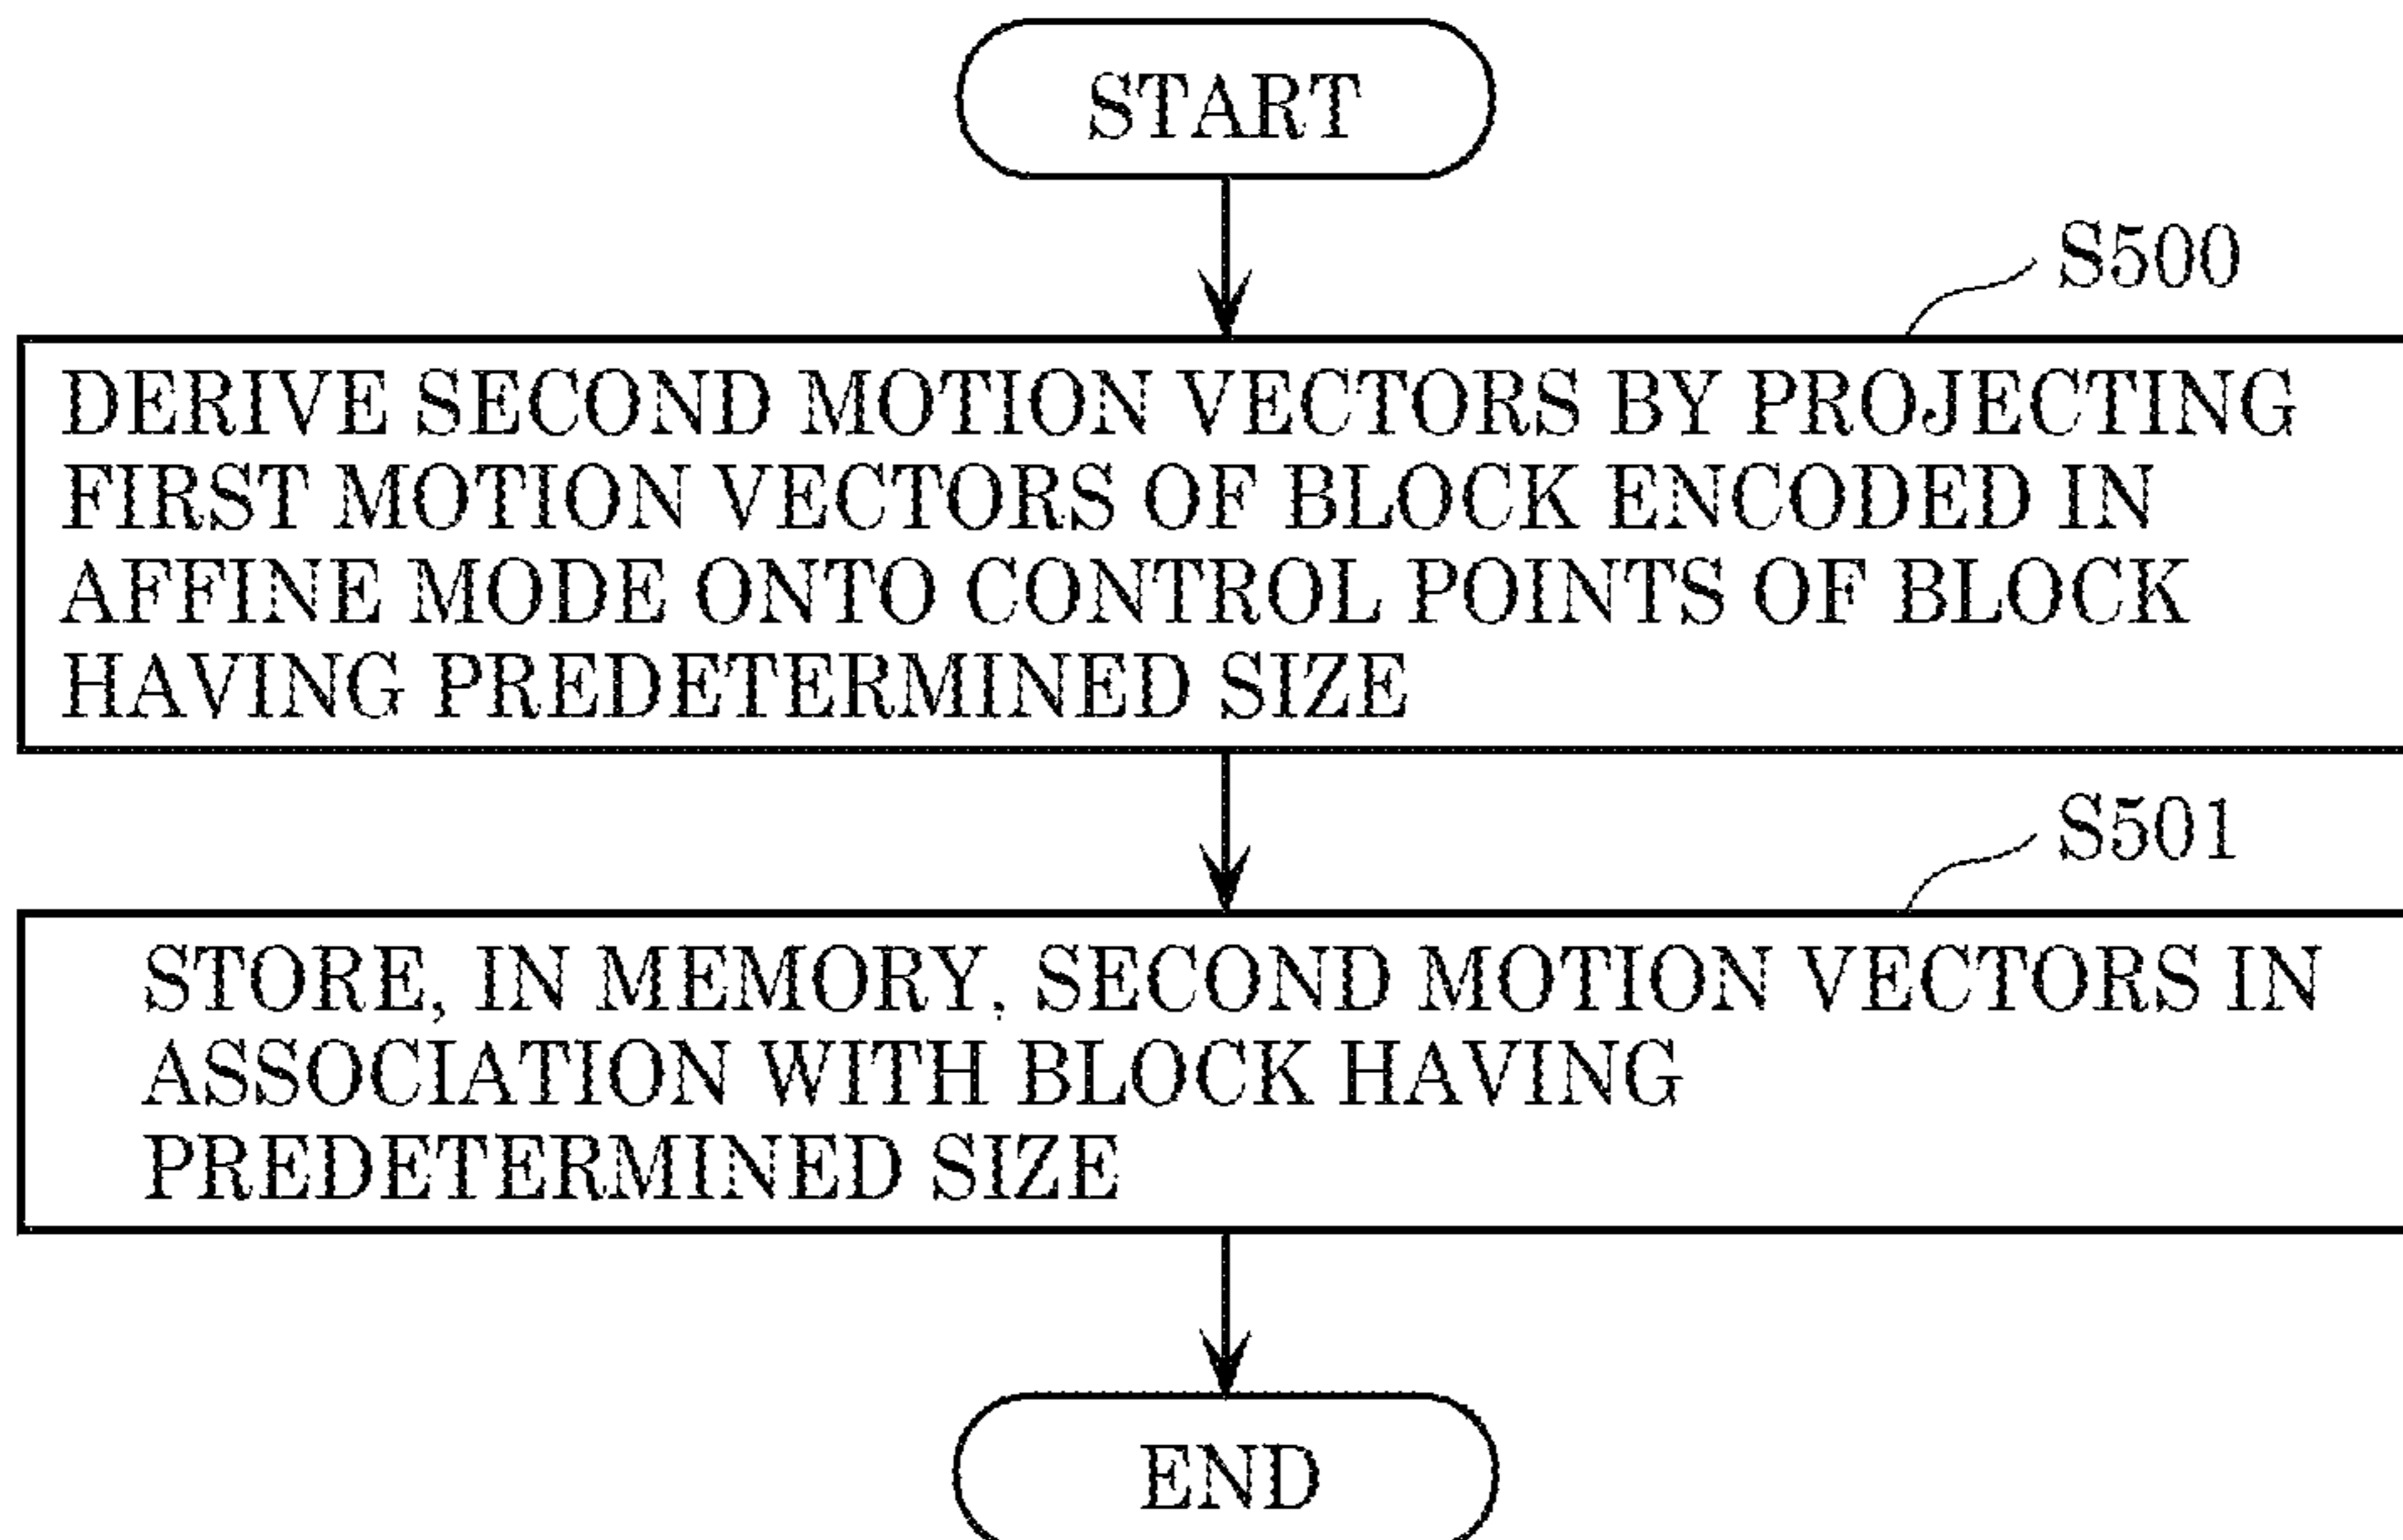 START
S500
DERIVE SECOND MOTION VECTORS BY PROJECTING
FIRST MOTION VECTORS OF BLOCK ENCODED IN
AFFINE MODE ONTO CONTROL POINTS OF BLOCK
HAVING PREDETERMINED SIZE
S501
STORE, IN MEMORY, SECOND MOTION VECTORS IN
ASSOCIATION WITH BLOCK HAVING
PREDETERMINED SIZE
END